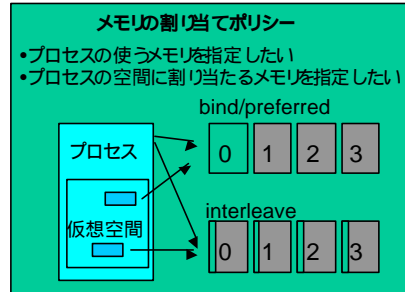 メモリの割り当てポリシー
•プロセスの使うメモリを指定したい
•プロセスの空間に割り当たるメモリを指定したい
bind/preferred
プロセス
0 1 2 3
interleave
仮想空間
0 1 2 3